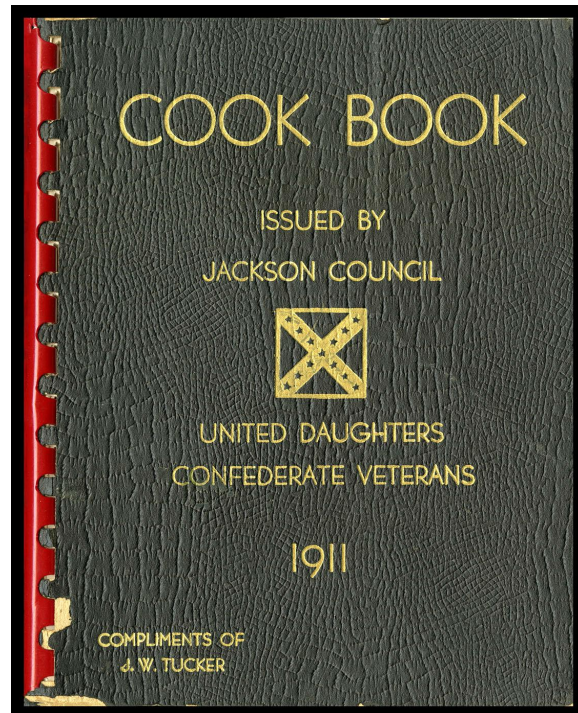 COOK BOOK
ISSUED BY
JACKSON COUNCIL
UNITED DAUGHTERS
CONFEDERATE VETERANS
1911
COMPLIMENTS OF
J. W. TUCKER